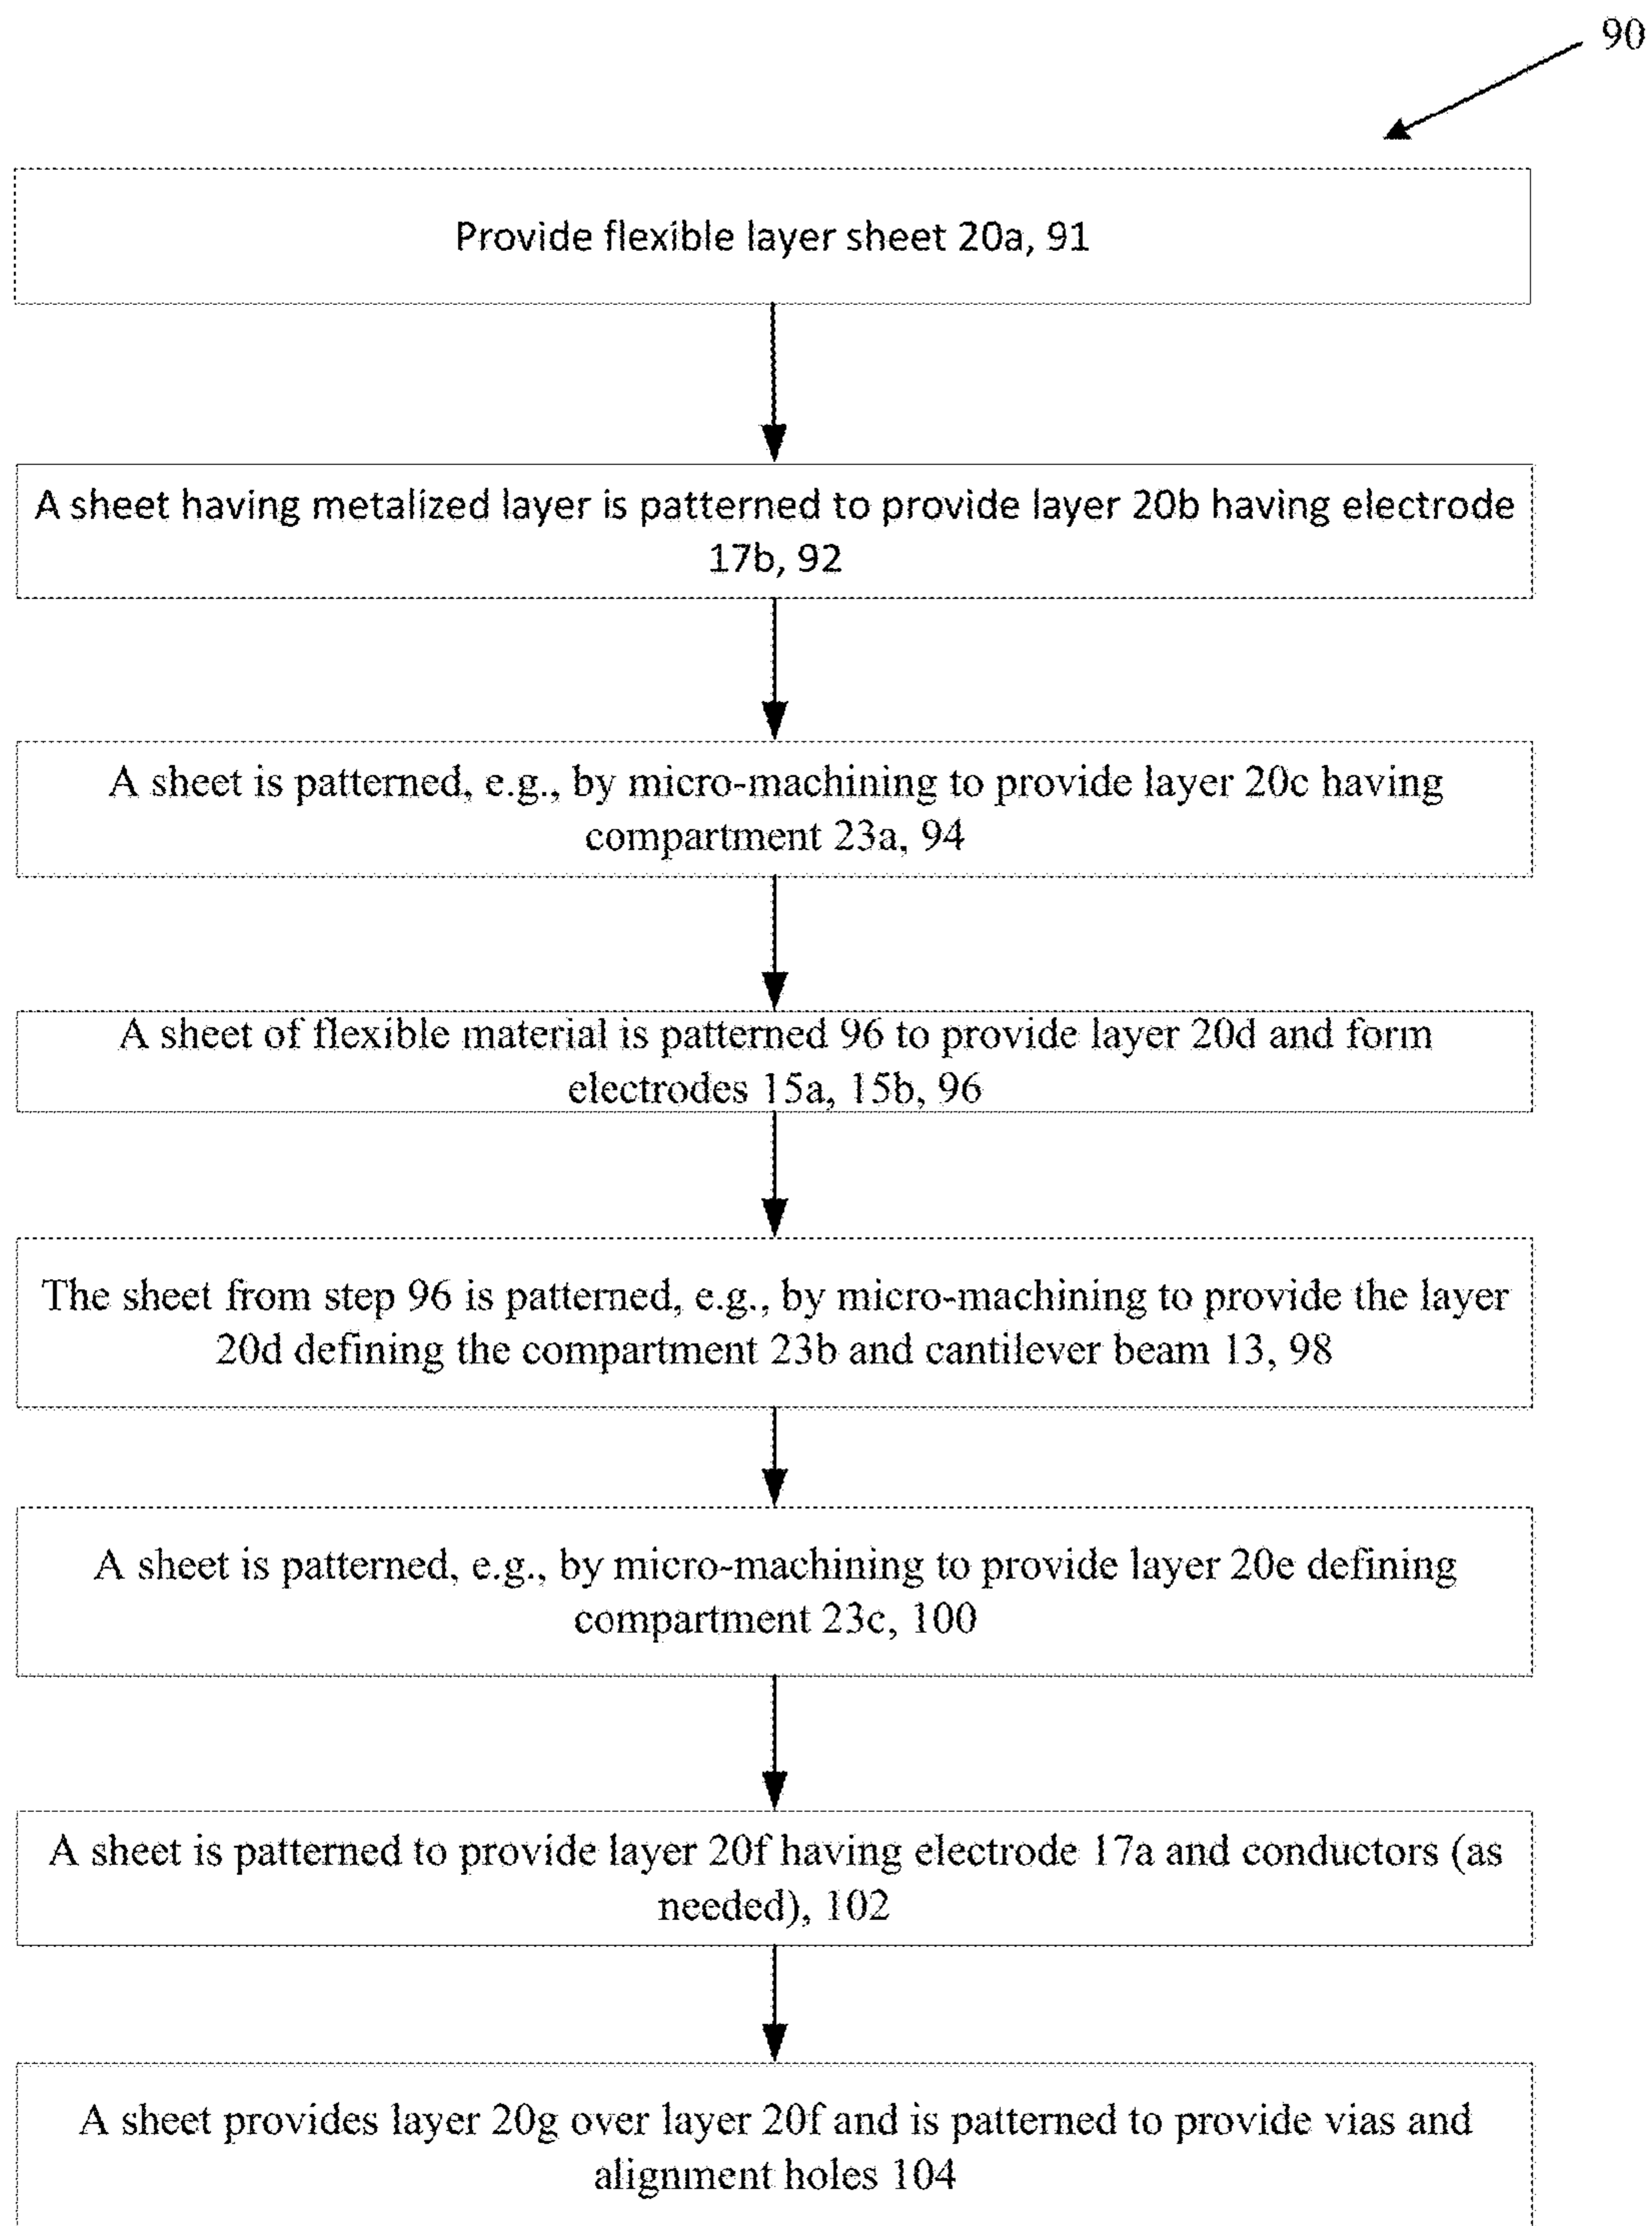 90
Provide flexible layer sheet 20a, 91
A sheet having metalized layer is patterned to provide layer 20b having electrode
17b, 92
A sheet is patterned, e.g., by micro-machining to provide layer 20c having
compartment 23a, 94
A sheet of flexible material is patterned 96 to provide layer 20d and form
electrodes 15a, 15b, 96
The sheet from step 96 is patterned, e.g., by micro-machining to provide the layer
20d defining the compartment 23b and cantilever beam 13, 98
A sheet is patterned, e.g., by micro-machining to provide layer 20e defining
compartment 23c, 100
A sheet is patterned to provide layer 20f having electrode 17a and conductors (as
needed), 102
A sheet provides layer 20g over layer 20f and is patterned to provide vias and
alignment holes 104